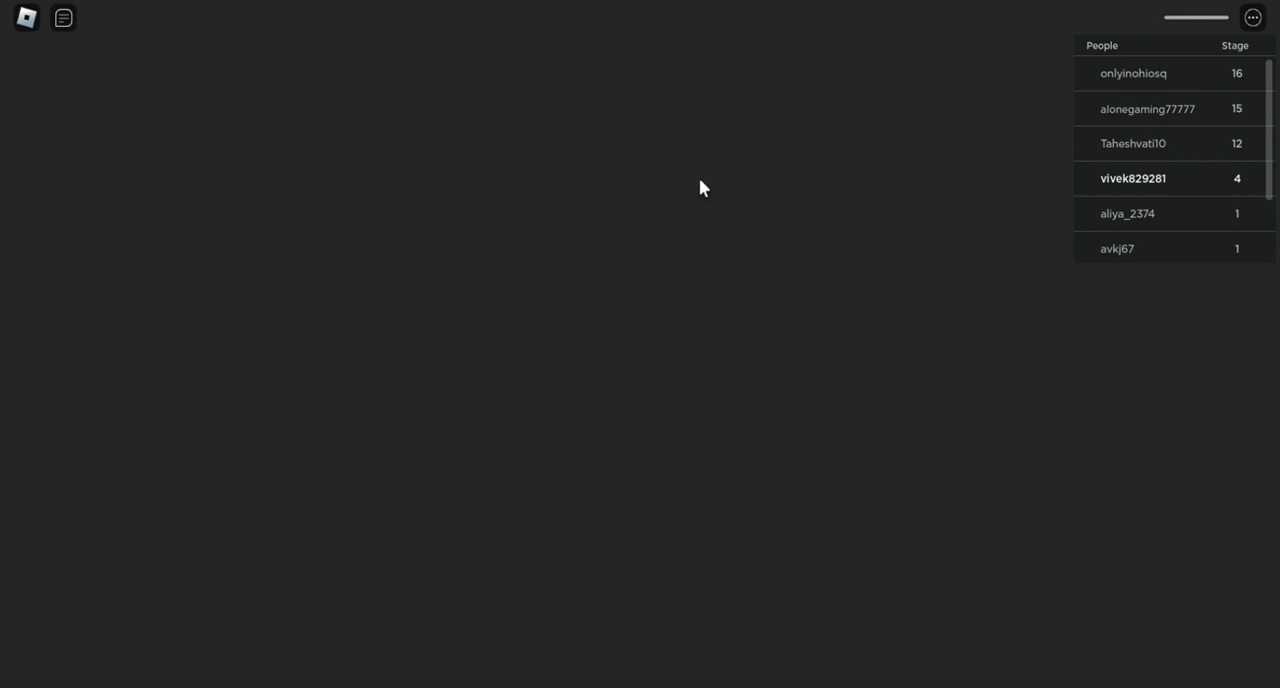 People Stage
onlyinohiosq 16
alonegaming77777 15
Taheshvati10 12
vivek829281 4
aliya_2374 1
avkj67 1